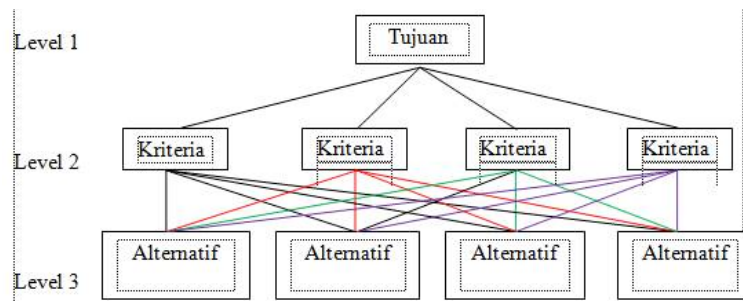 Level 1
Tujuan
Kriteria Kriteria Kriteria Kriteria
Level 2
Alternatif Alternatif Alternatif Alternatif
Level 3